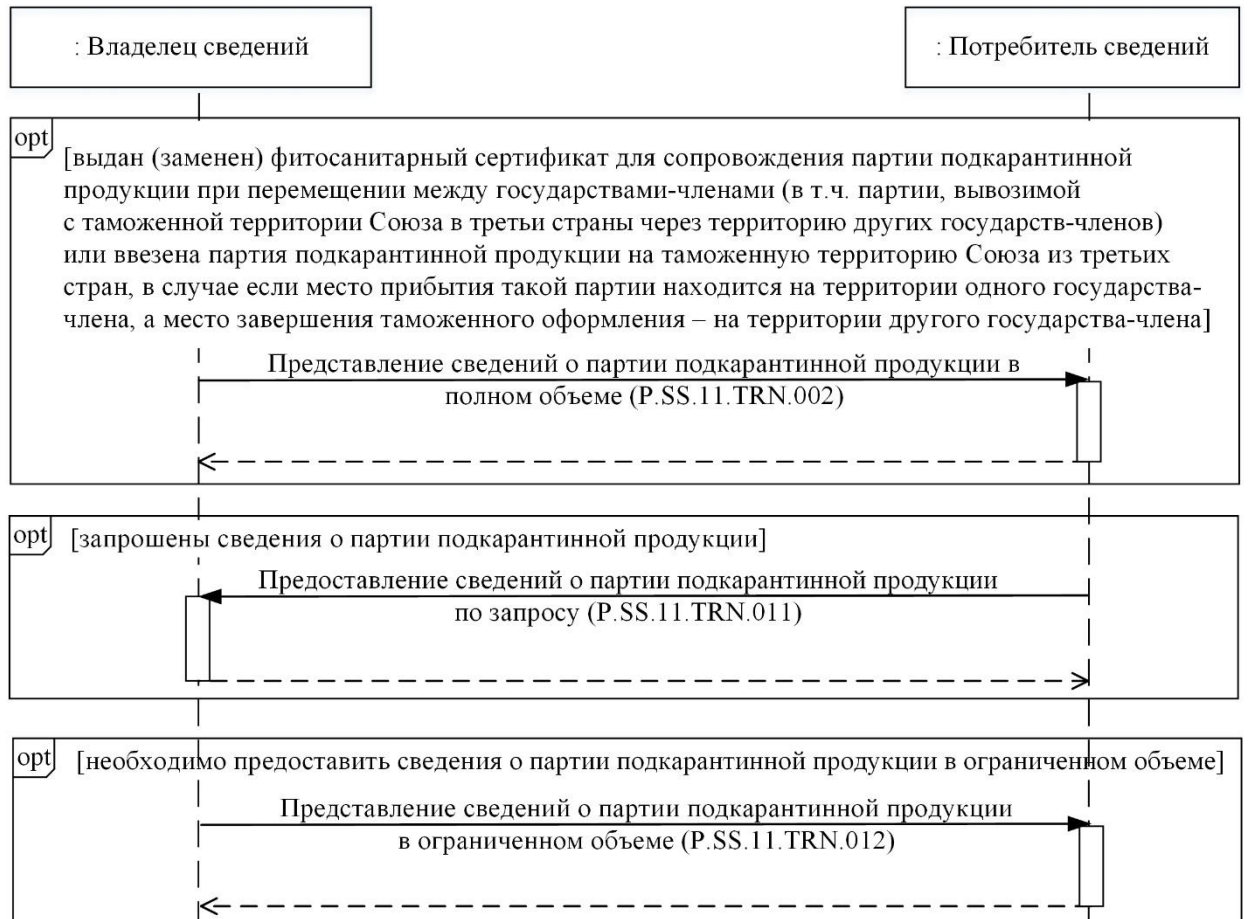 : Владелец сведений
: Потребитель сведений
opt
[выдан (заменен) фитосанитарный сертификат для сопровождения партии подкарантинной
продукции при перемещении между государствами-членами (в т.ч. партии, вывозимой
с таможенной территории Союза в третьи страны через территорию других государств-членов)
или ввезена партия подкарантинной продукции на таможенную территорию Союза из третьих
стран, в случае если место прибытия такой партии находится на территории одного государства-
члена, а место завершения таможенного оформления – на территории другого государства-члена]
Представление сведений о партии подкарантинной продукции в
полном объеме (P.SS.11.TRN.002)
opt
[запрошены сведения о партии подкарантинной продукции]
Предоставление сведений о партии подкарантинной продукции
по запросу (P.SS.11.TRN.011)
opt
[необходимо предоставить сведения о партии подкарантинной продукции в ограниченном объеме]
Представление сведений о партии подкарантинной продукции
в ограниченном объеме (P.SS.11.TRN.012)